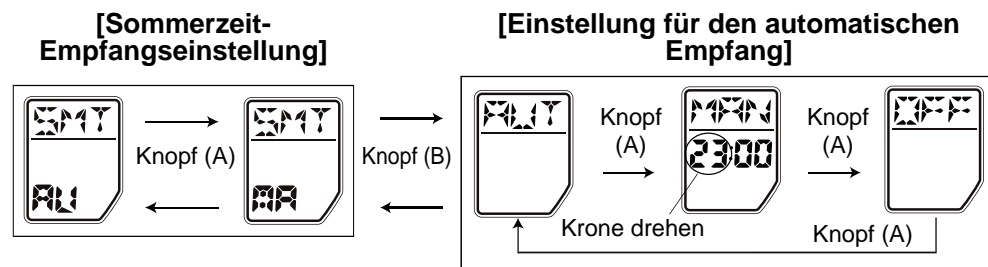 [Sommerzeit-
Empfangseinstellung]
[Einstellung für den automatischen
Empfang]
SMT
AU
Knopf (A)
SMT
MA
Knopf (B)
AUT
Knopf
(A)
MAN
23:00
Knopf
(A)
OFF
Krone drehen
Knopf (A)